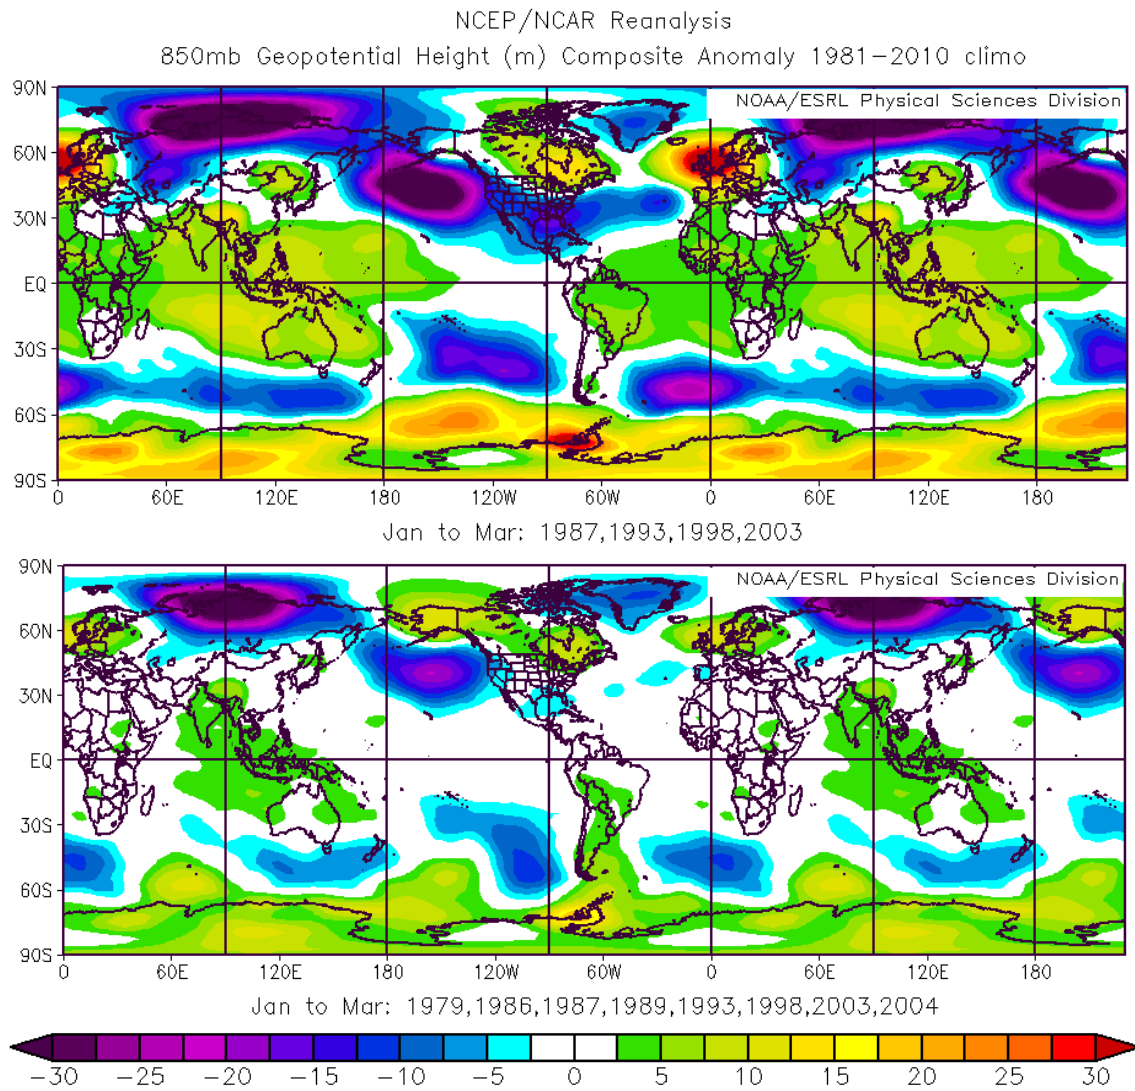 NCEP/NCAR Reanalysis
850mb Geopotential Height (m) Composite Anomaly 1981−2010 climo
90N
NOAA/ESRL Physical Sciences Division
60N
30N
EQ
30S
60S
90S
0 60E 120E 180 120W 60W 0 60E 120E 180
Jan to Mar: 1987,1993,1998,2003
90N
NOAA/ESRL Physical Sciences Division
60N
30N
EQ
30S
60S
90S
0 60E 120E 180 120W 60W 0 60E 120E 180
Jan to Mar: 1979,1986,1987,1989,1993,1998,2003,2004
−30 −25 −20 −15 −10 −5 0 5 10 15 20 25 30